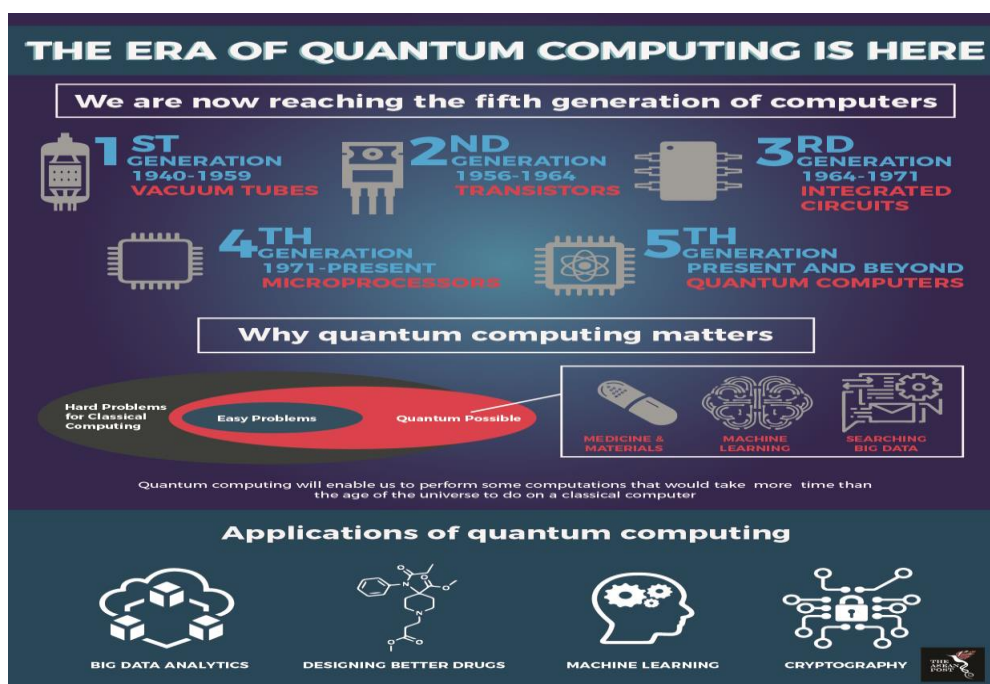 THE ERA OF QUANTUM COMPUTING IS HERE
We are now reaching the fifth generation of computers
1ST
GENERATION
1940-1959
VACUUM TUBES
2ND
GENERATION
1956-1964
TRANSISTORS
3RD
GENERATION
1964-1971
INTEGRATED
CIRCUITS
4TH
GENERATION
1971-PRESENT
MICROPROCESSORS
5TH
GENERATION
PRESENT AND BEYOND
QUANTUM COMPUTERS
Why quantum computing matters
Hard Problems
for Classical
Computing
Easy Problems
Quantum Possible
MEDICINE &
MATERIALS
MACHINE
LEARNING
SEARCHING
BIG DATA
Quantum computing will enable us to perform some computations that would take more time than
the age of the universe to do on a classical computer
Applications of quantum computing
N
O
O
O
N
O
O
BIG DATA ANALYTICS
DESIGNING BETTER DRUGS
MACHINE LEARNING
CRYPTOGRAPHY
THE
ASEAN
POST